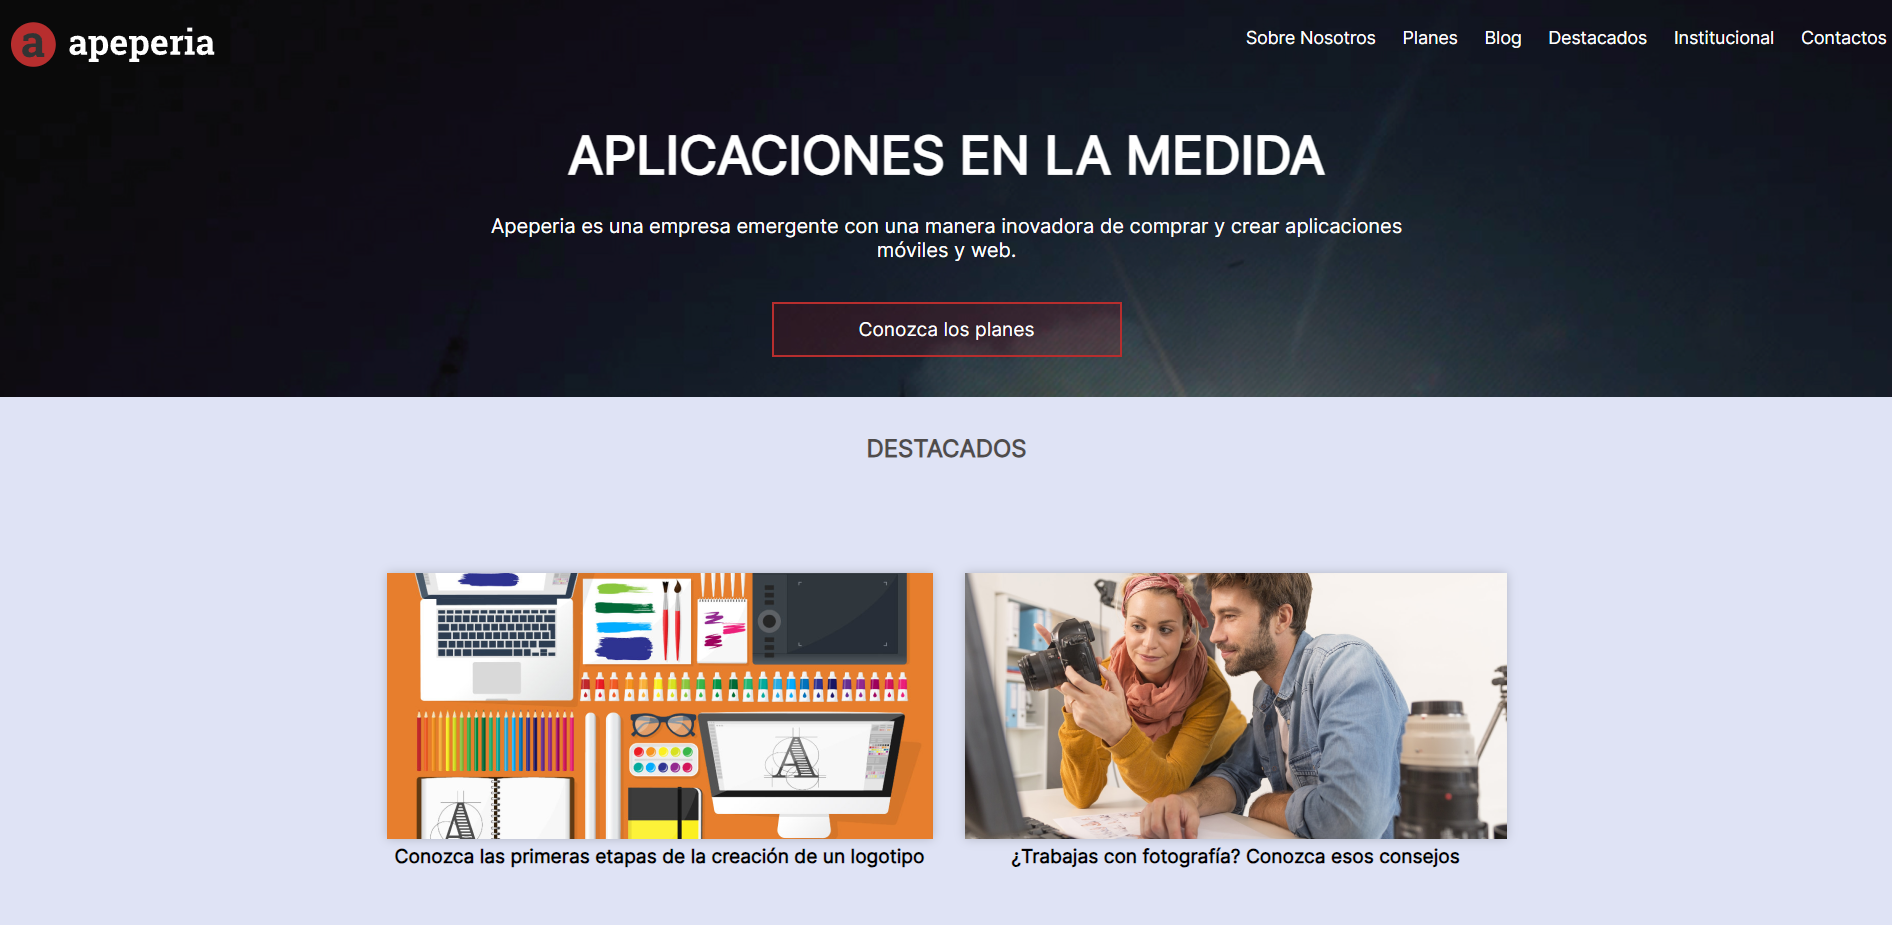 a apeperia
Sobre Nosotros Planes Blog Destacados Institucional Contactos
APLICACIONES EN LA MEDIDA
Apeperia es una empresa emergente con una manera inovadora de comprar y crear aplicaciones
móviles y web.
Conozca los planes
DESTACADOS
A
A
Conozca las primeras etapas de la creación de un logotipo
¿Trabajas con fotografía? Conozca esos consejos